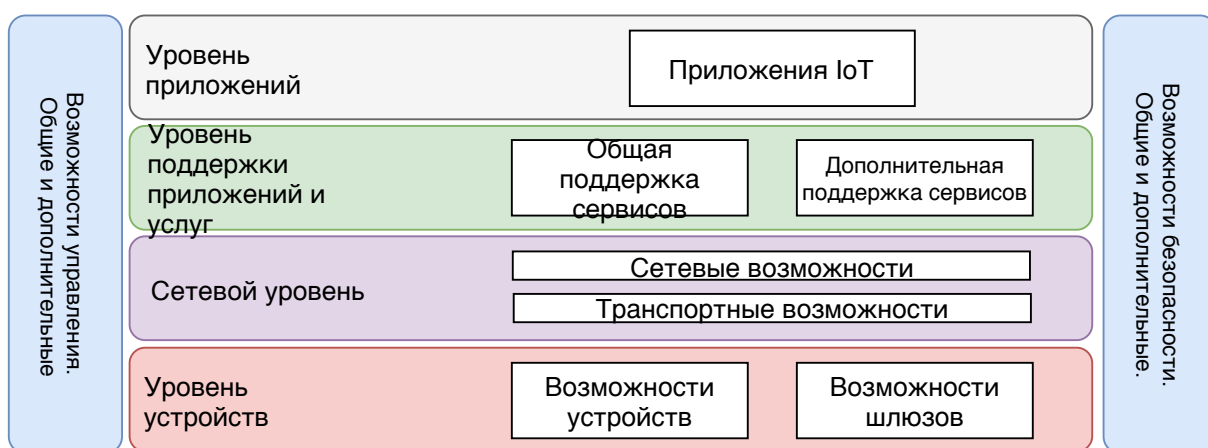 Возможности управления.
Общие и дополнительные
Уровень
приложений
Приложения IoT
Уровень
поддержки
приложений и
услуг
Общая
поддержка
сервисов
Дополнительная
поддержка сервисов
Сетевой уровень
Сетевые возможности
Транспортные возможности
Уровень
устройств
Возможности
устройств
Возможности
шлюзов
Возможности безопасности.
Общие и дополнительные.